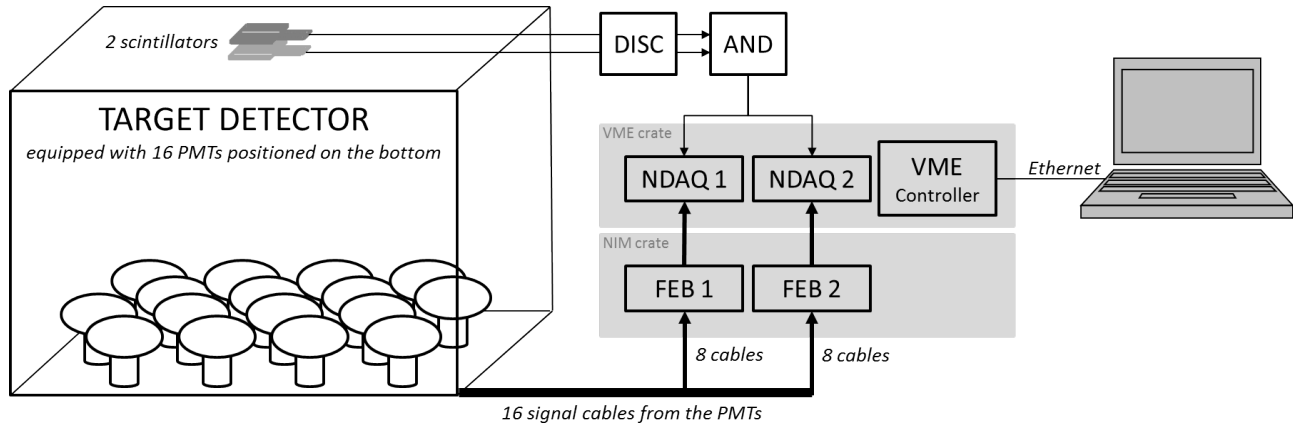 2 scintillators
DISC
AND
TARGET DETECTOR
equipped with 16 PMTs positioned on the bottom
VME crate
NDAQ 1
NDAQ 2
VME
Controller
Ethernet
NIM crate
FEB 1
FEB 2
8 cables
8 cables
16 signal cables from the PMTs